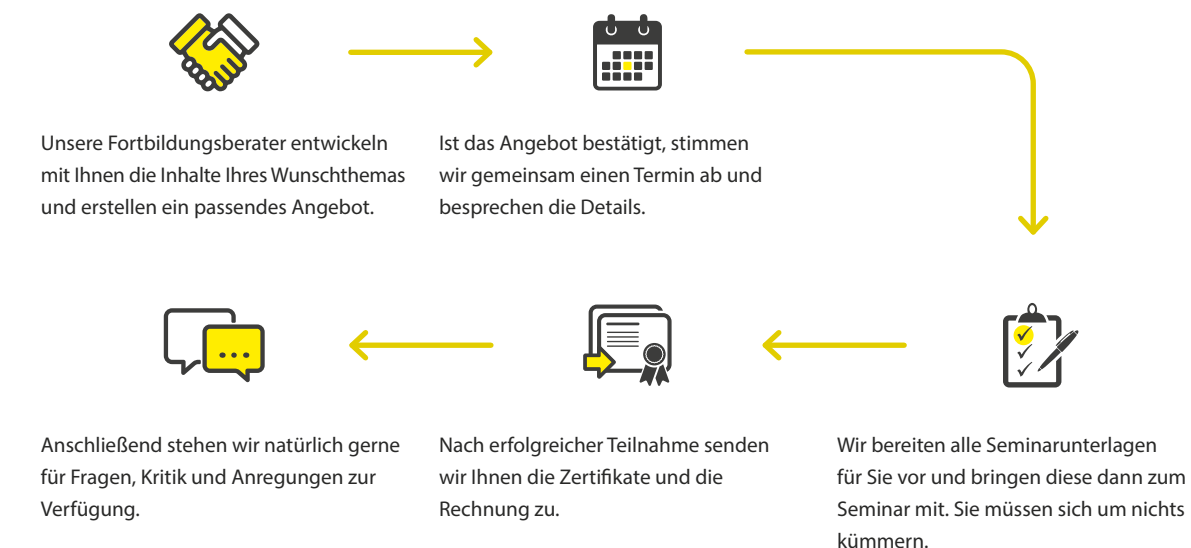 Unsere Fortbildungsberater entwickeln
mit Ihnen die Inhalte Ihres Wunschthemas
und erstellen ein passendes Angebot.
Ist das Angebot bestätigt, stimmen
wir gemeinsam einen Termin ab und
besprechen die Details.
Wir bereiten alle Seminarunterlagen
für Sie vor und bringen diese dann zum
Seminar mit. Sie müssen sich um nichts
kümmern.
Nach erfolgreicher Teilnahme senden
wir Ihnen die Zertifikate und die
Rechnung zu.
Anschließend stehen wir natürlich gerne
für Fragen, Kritik und Anregungen zur
Verfügung.